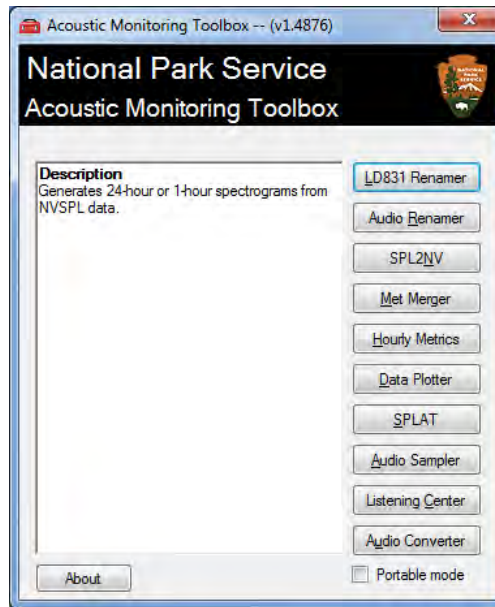 Acoustic Monitoring Toolbox -- (v1.4876)
National Park Service
Acoustic Monitoring Toolbox
Description
Generates 24-hour or 1-hour spectrograms from
NVSPL data.
LD831 Renamer
Audio Renamer
SPL2NV
Met Merger
Hourly Metrics
Data Plotter
SPLAT
Audio Sampler
Listening Center
Audio Converter
About
Portable mode